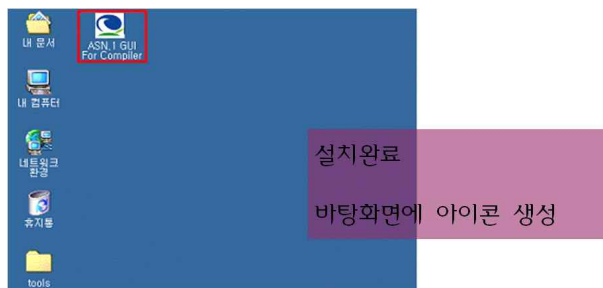 내 문서
ASN.1 GUI
For Compiler
내 컴퓨터
네트워크
환경
휴지통
tools
설치완료
바탕화면에 아이콘 생성